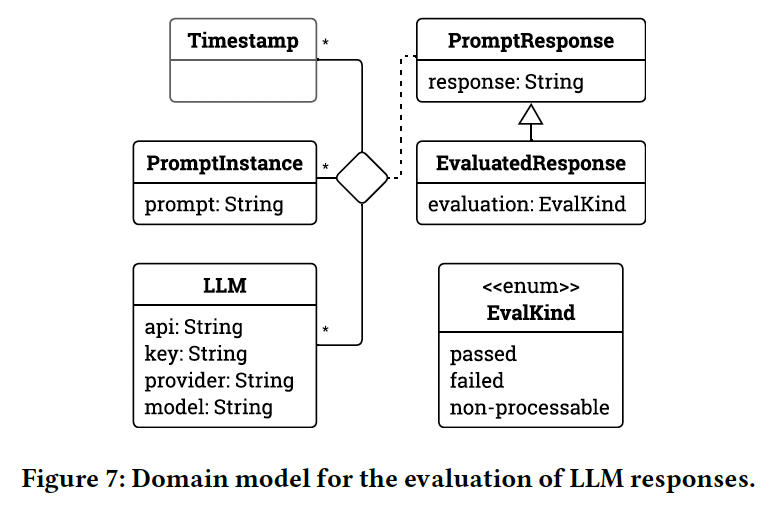 Timestamp
*
PromptResponse
response: String
PromptInstance
*
prompt: String
EvaluatedResponse
evaluation: EvalKind
LLM
api: String
key: String
provider: String
model: String
*
<<enum>>
EvalKind
passed
failed
non-processable
Figure 7: Domain model for the evaluation of LLM responses.